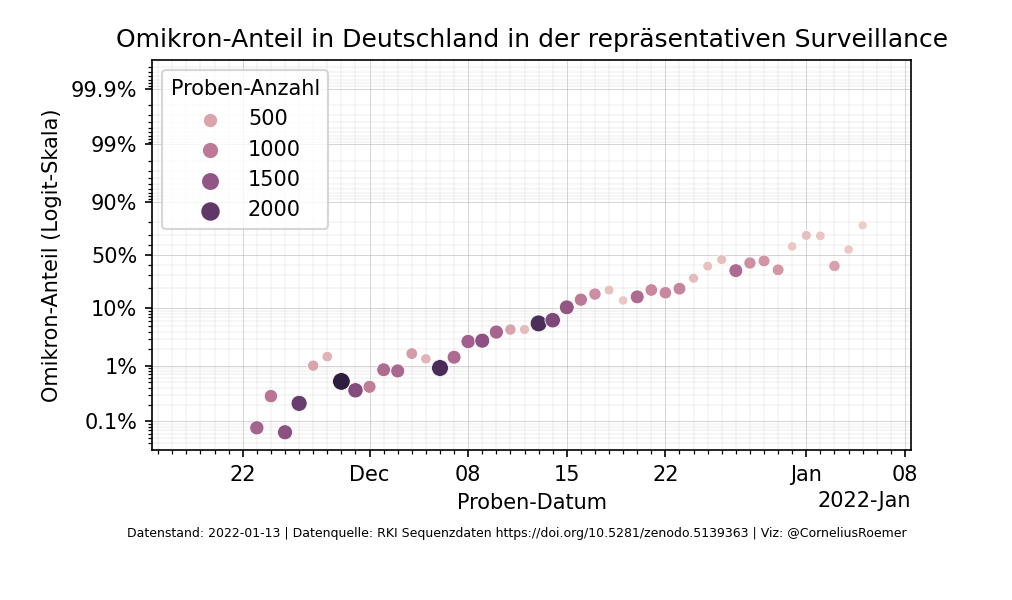 Omikron-Anteil in Deutschland in der repräsentativen Surveillance
Omikron-Anteil (Logit-Skala)
99.9%
99%
90%
50%
10%
1%
0.1%
Proben-Anzahl
500
1000
1500
2000
22 Dec 08 15 22 Jan 08
Proben-Datum 2022-Jan
Datenstand: 2022-01-13 | Datenquelle: RKI Sequenzdaten https://doi.org/10.5281/zenodo.5139363 | Viz: @CorneliusRoemer